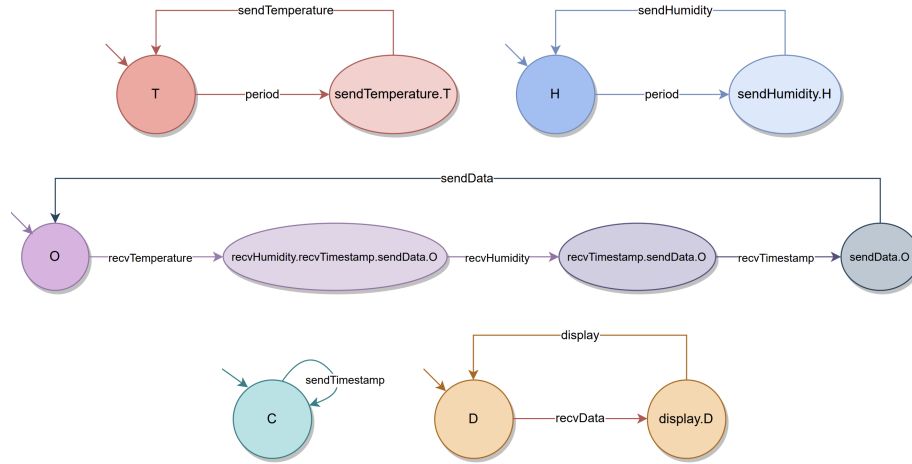 sendTemperature
sendHumidity
T
period
sendTemperature.T
H
period
sendHumidity.H
sendData
O
recvTemperature
recvHumidity.recvTimestamp.sendData.O
recvHumidity
recvTimestamp.sendData.O
recvTimestamp
sendData.O
display
sendTimestamp
C
D
recvData
display.D